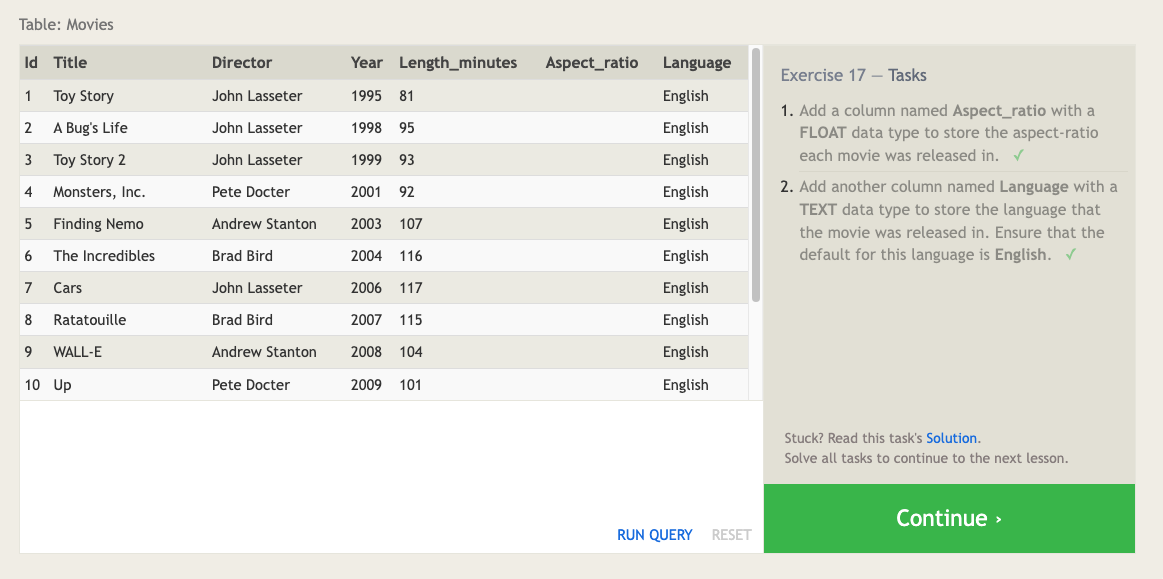 Table: Movies
Id Title Director Year Length_minutes Aspect_ratio Language
1 Toy Story John Lasseter 1995 81 English
2 A Bug's Life John Lasseter 1998 95 English
3 Toy Story 2 John Lasseter 1999 93 English
4 Monsters, Inc. Pete Docter 2001 92 English
5 Finding Nemo Andrew Stanton 2003 107 English
6 The Incredibles Brad Bird 2004 116 English
7 Cars John Lasseter 2006 117 English
8 Ratatouille Brad Bird 2007 115 English
9 WALL-E Andrew Stanton 2008 104 English
10 Up Pete Docter 2009 101 English
RUN QUERY RESET
Exercise 17 — Tasks
1. Add a column named Aspect_ratio with a
FLOAT data type to store the aspect-ratio
each movie was released in. ✓
2. Add another column named Language with a
TEXT data type to store the language that
the movie was released in. Ensure that the
default for this language is English. ✓
Stuck? Read this task's Solution.
Solve all tasks to continue to the next lesson.
Continue ›